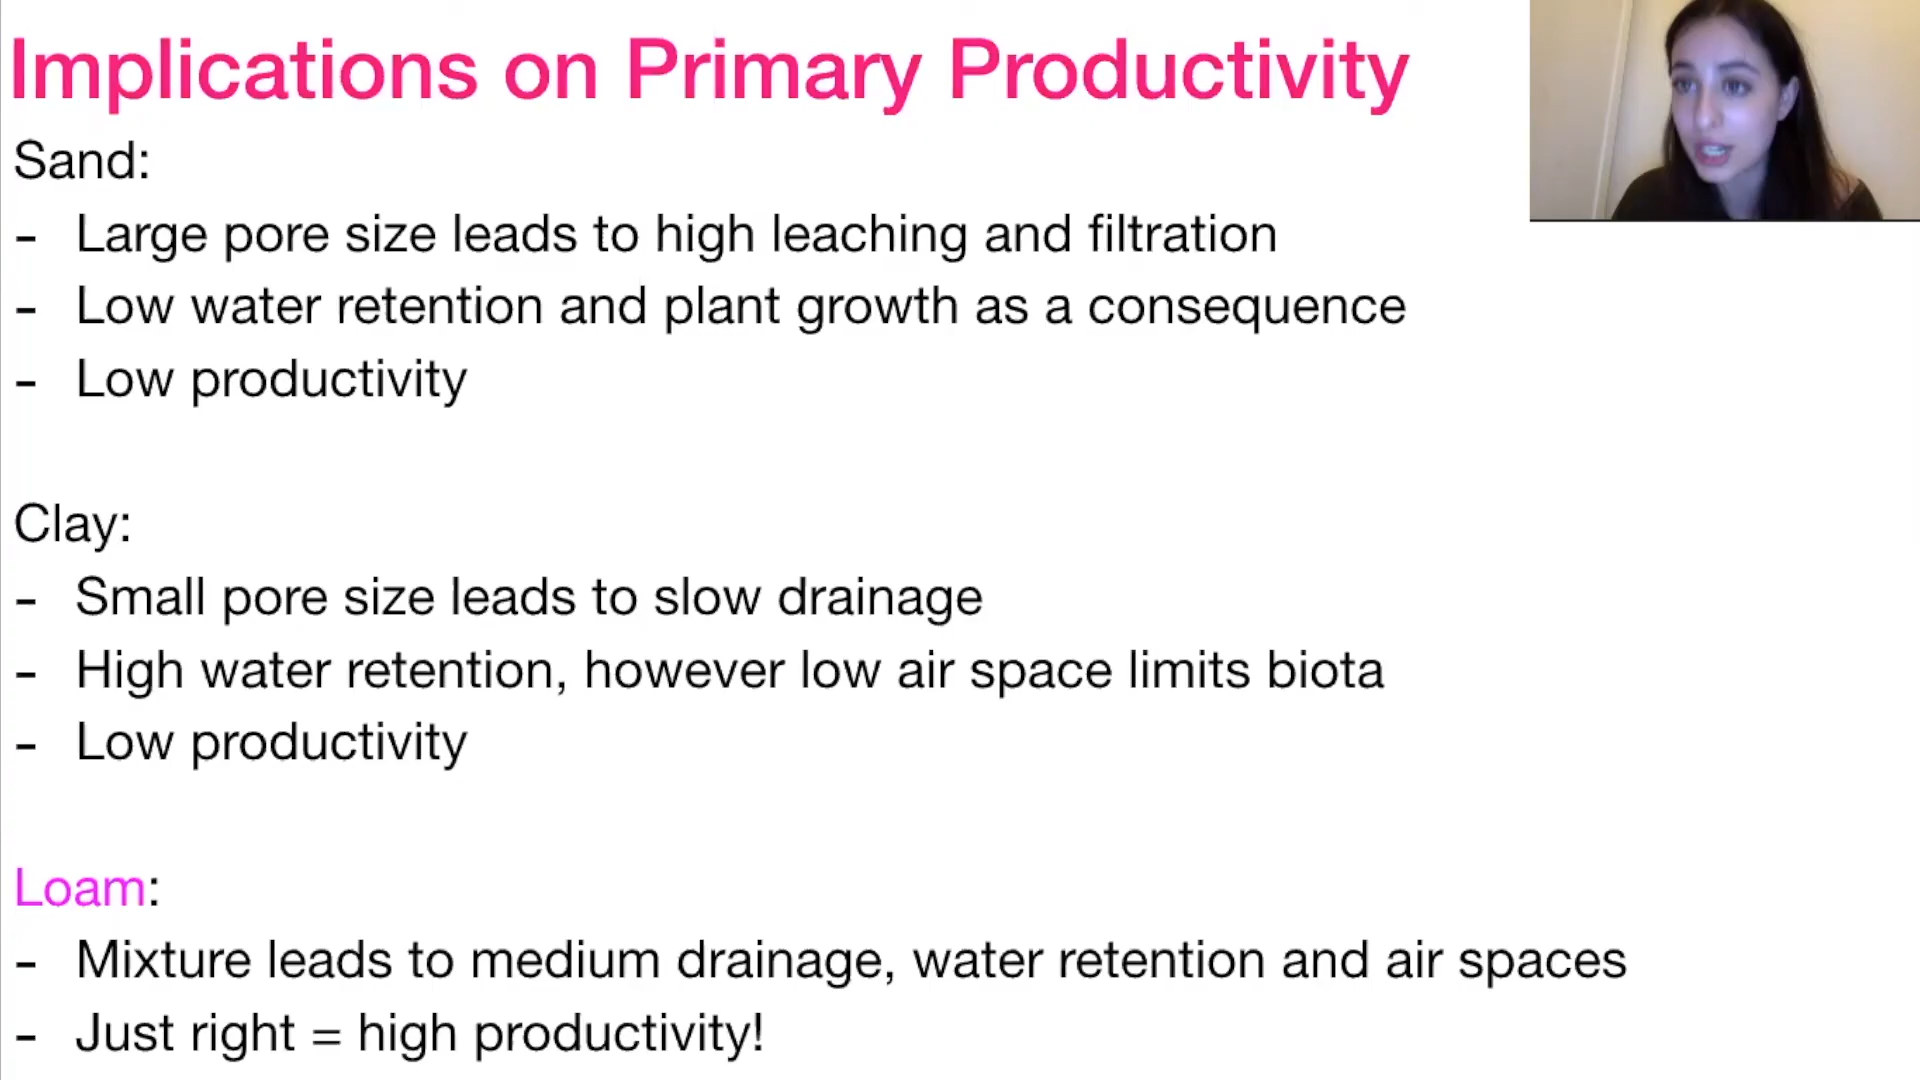 Implications on Primary Productivity
Sand:
- Large pore size leads to high leaching and filtration
- Low water retention and plant growth as a consequence
- Low productivity
Clay:
- Small pore size leads to slow drainage
- High water retention, however low air space limits biota
- Low productivity
Loam:
- Mixture leads to medium drainage, water retention and air spaces
- Just right = high productivity!